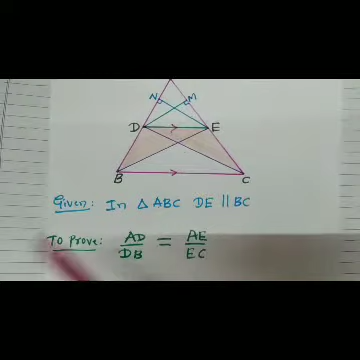 N M
D E
B C
Given: In △ ABC DE || BC
To Prove: AD/DB = AE/EC